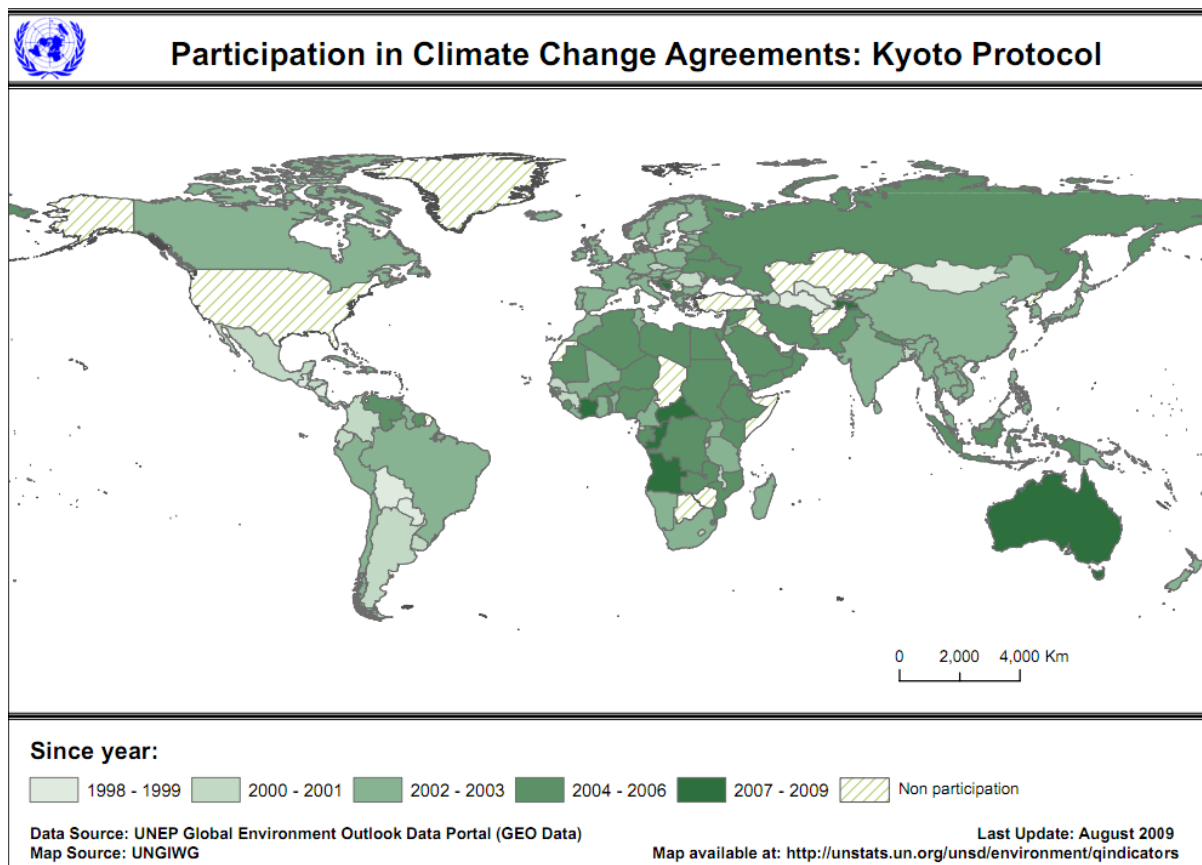 Participation in Climate Change Agreements: Kyoto Protocol
0 2,000 4,000 Km
Since year:
1998 - 1999 2000 - 2001 2002 - 2003 2004 - 2006 2007 - 2009 Non participation
Data Source: UNEP Global Environment Outlook Data Portal (GEO Data) Last Update: August 2009
Map Source: UNGIWG Map available at: http://unstats.un.org/unsd/environment/qindicators